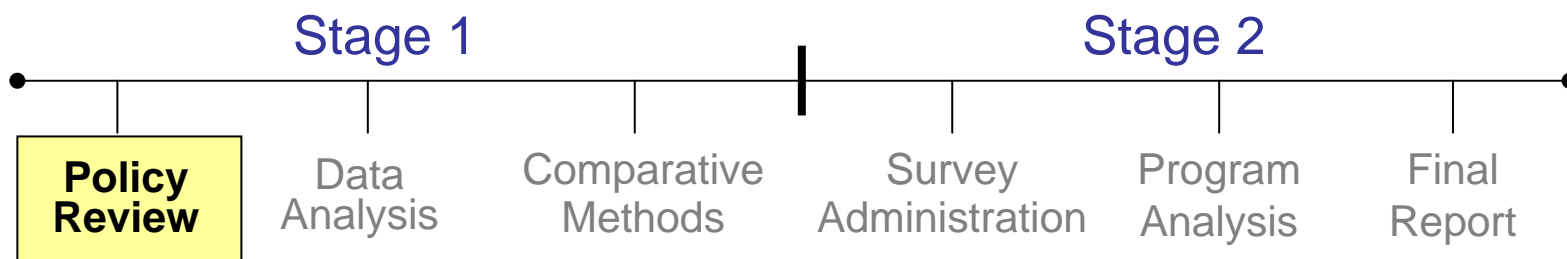 Stage 1
Stage 2
Policy
Review
Data
Analysis
Comparative
Methods
Survey
Administration
Program
Analysis
Final
Report